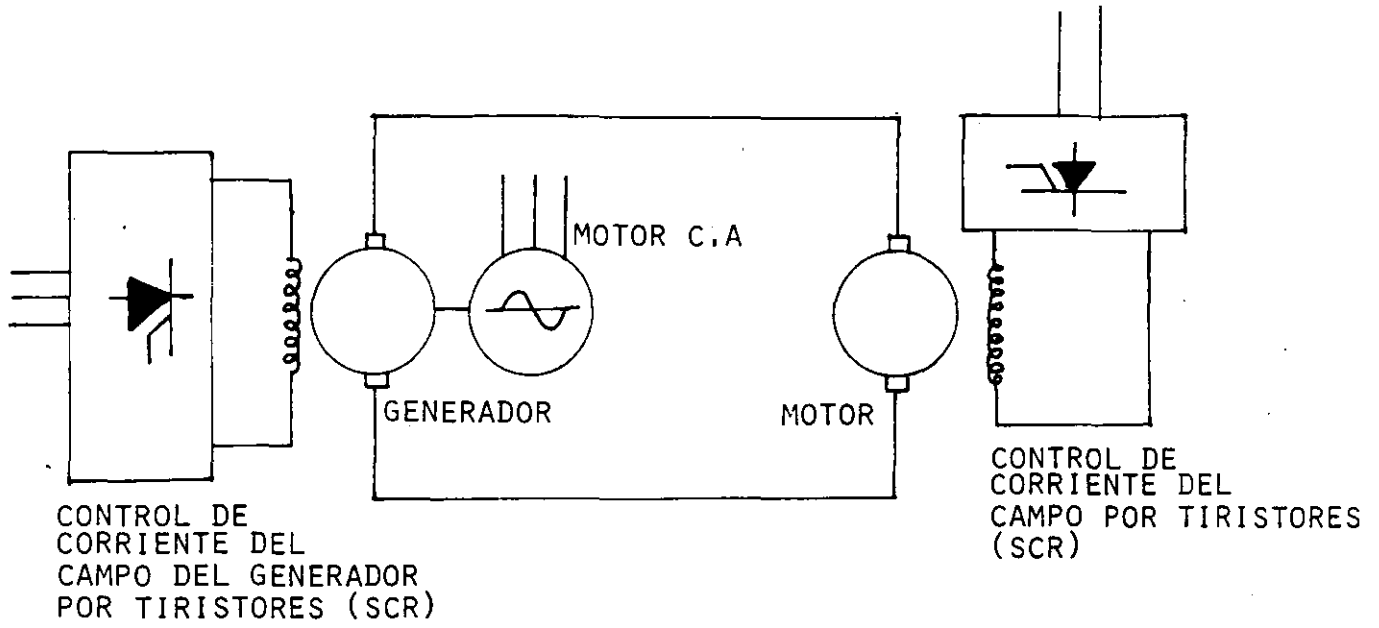 MOTOR C.A
GENERADOR
MOTOR
CONTROL DE
CORRIENTE DEL
CAMPO DEL GENERADOR
POR TIRISTORES (SCR)
CONTROL DE
CORRIENTE DEL
CAMPO POR TIRISTORES
(SCR)